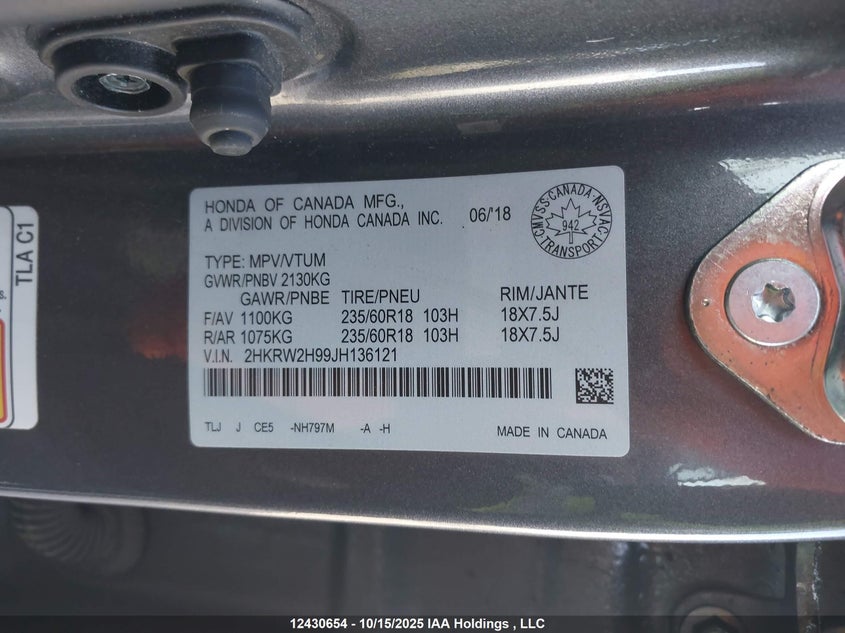 HONDA OF CANADA MFG.,
A DIVISION OF HONDA CANADA INC. 06/'18
CMVSS · CANADA · NSVAC · TRANSPORT
942
TYPE: MPV/VTUM
GVWR/PNBV 2130KG
GAWR/PNBE TIRE/PNEU RIM/JANTE
F/AV 1100KG 235/60R18 103H 18X7.5J
R/AR 1075KG 235/60R18 103H 18X7.5J
V.I.N. 2HKRW2H99JH136121
TLJ J CE5 -NH797M -A -H MADE IN CANADA
TLA C1
s.
12430654 - 10/15/2025 IAA Holdings , LLC